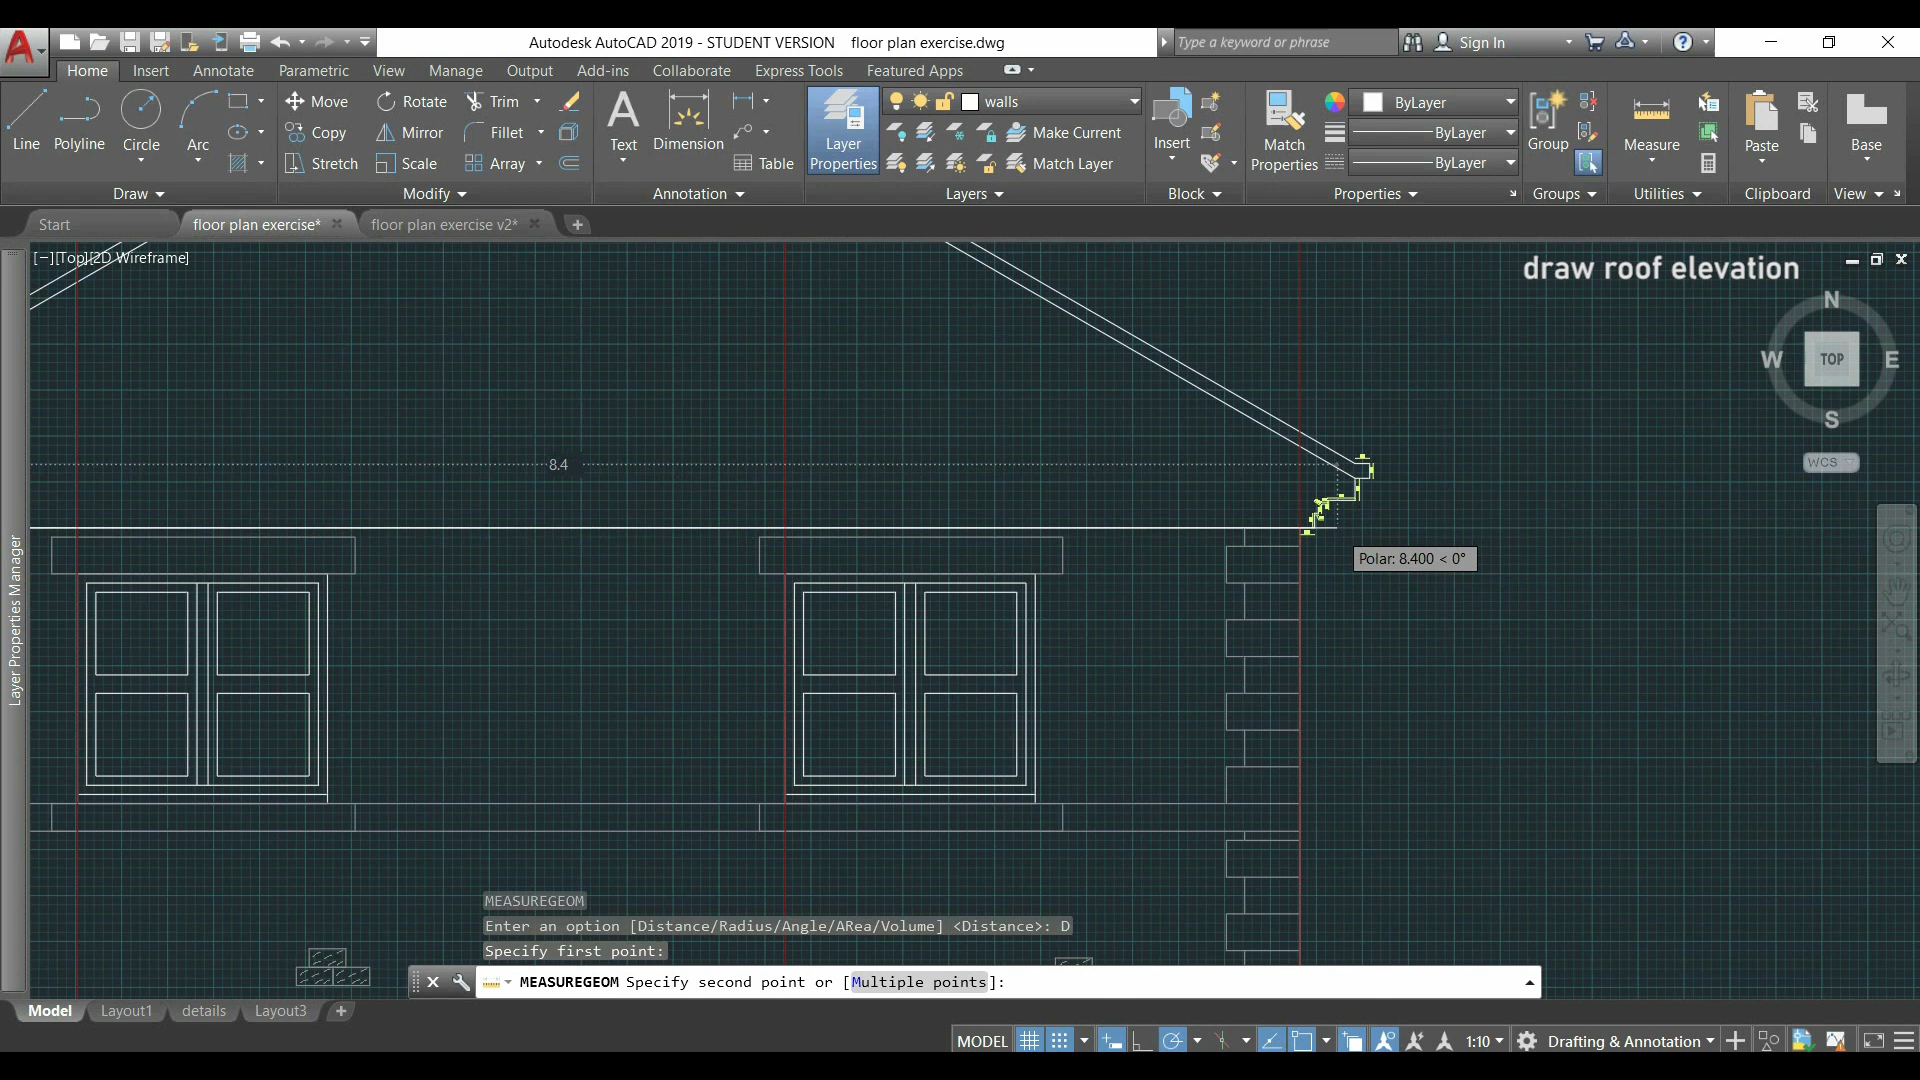 Autodesk AutoCAD 2019 - STUDENT VERSION floor plan exercise.dwg
Type a keyword or phrase
Sign In
Home Insert Annotate Parametric View Manage Output Add-ins Collaborate Express Tools Featured Apps
Line Polyline Circle Arc
Move Rotate Trim
Copy Mirror Fillet
Stretch Scale Array
Text Dimension
Table
Layer Properties
walls
Make Current
Match Layer
Insert
Match Properties
ByLayer
ByLayer
ByLayer
Group
Measure
Paste
Base
Draw Modify Annotation Layers Block Properties Groups Utilities Clipboard View
Start floor plan exercise* floor plan exercise v2*
[−][Top][2D Wireframe]
draw roof elevation
N
W TOP E
S
WCS
8.4
Polar: 8.400 < 0°
Layer Properties Manager
MEASUREGEOM
Enter an option [Distance/Radius/Angle/ARea/Volume] <Distance>: D
Specify first point:
MEASUREGEOM Specify second point or [Multiple points]:
Model Layout1 details Layout3 +
MODEL 1:10 Drafting & Annotation